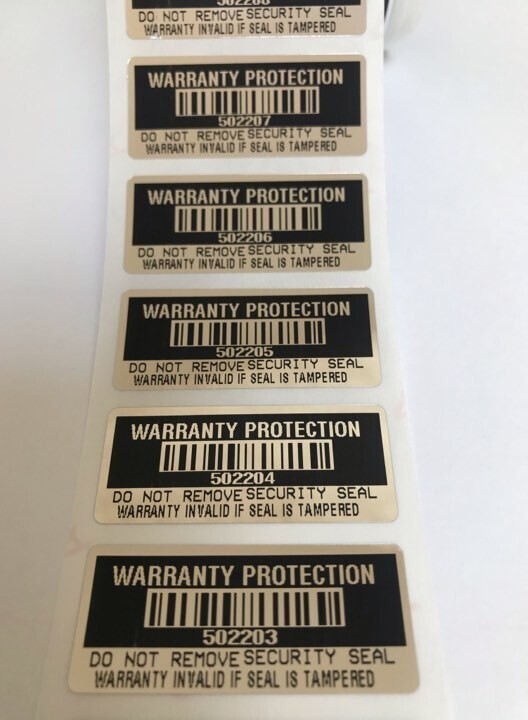 502208
DO NOT REMOVE SECURITY SEAL
WARRANTY INVALID IF SEAL IS TAMPERED
WARRANTY PROTECTION
502207
DO NOT REMOVE SECURITY SEAL
WARRANTY INVALID IF SEAL IS TAMPERED
WARRANTY PROTECTION
502206
DO NOT REMOVE SECURITY SEAL
WARRANTY INVALID IF SEAL IS TAMPERED
WARRANTY PROTECTION
502205
DO NOT REMOVE SECURITY SEAL
WARRANTY INVALID IF SEAL IS TAMPERED
WARRANTY PROTECTION
502204
DO NOT REMOVE SECURITY SEAL
WARRANTY INVALID IF SEAL IS TAMPERED
WARRANTY PROTECTION
502203
DO NOT REMOVE SECURITY SEAL
WARRANTY INVALID IF SEAL IS TAMPERED